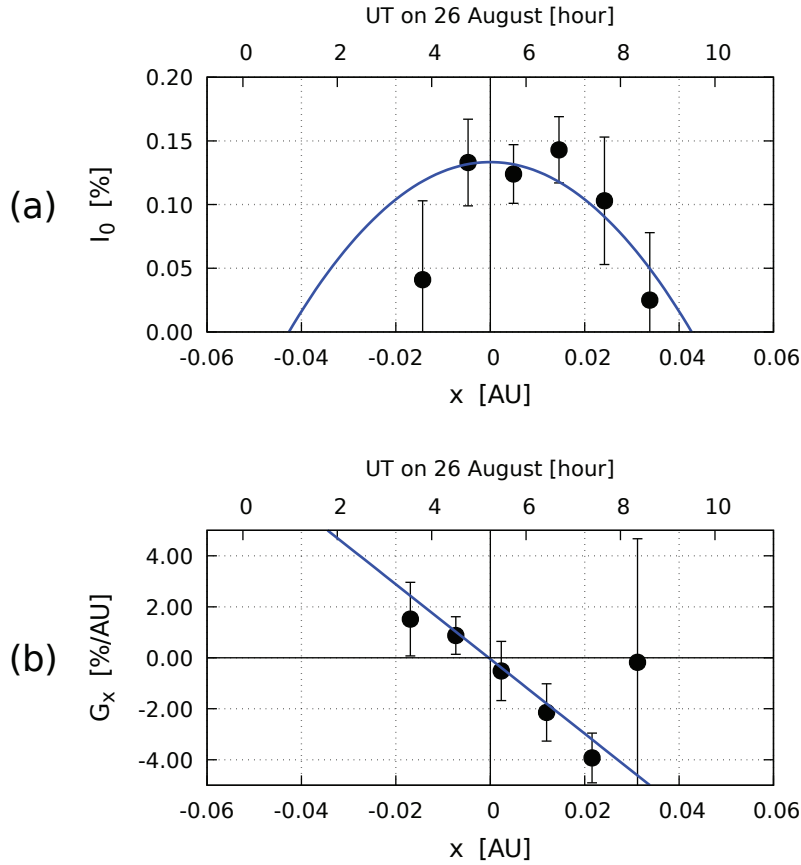 UT on 26 August [hour]
0 2 4 6 8 10
0.20
0.15
0.10
0.05
0.00
I0 [%]
(a)
-0.06 -0.04 -0.02 0 0.02 0.04 0.06
x [AU]
UT on 26 August [hour]
0 2 4 6 8 10
4.00
2.00
0.00
-2.00
-4.00
Gx [%/AU]
(b)
-0.06 -0.04 -0.02 0 0.02 0.04 0.06
x [AU]